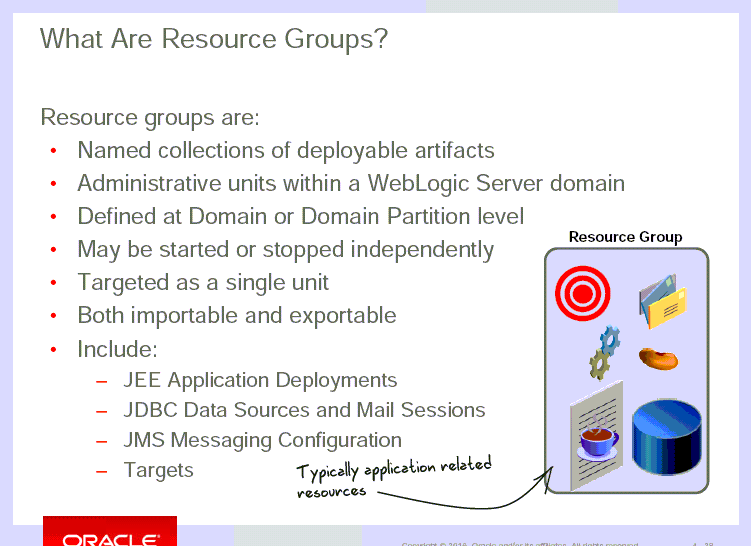 What Are Resource Groups?
Resource groups are:
• Named collections of deployable artifacts
• Administrative units within a WebLogic Server domain
• Defined at Domain or Domain Partition level
• May be started or stopped independently
• Targeted as a single unit
• Both importable and exportable
• Include:
– JEE Application Deployments
– JDBC Data Sources and Mail Sessions
– JMS Messaging Configuration
– Targets
Resource Group
Typically application related
resources
ORACLE